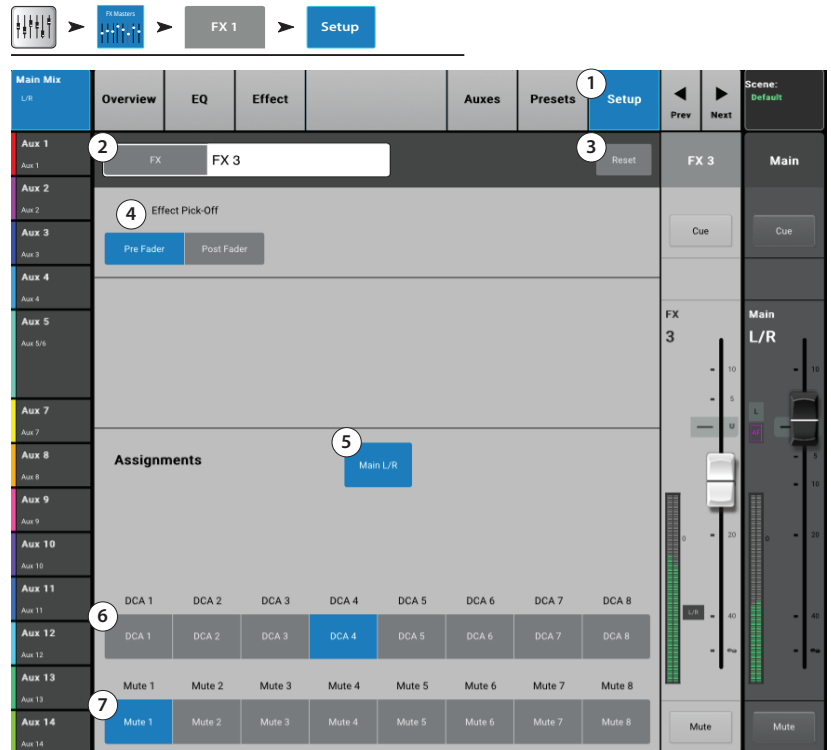 FX Masters
FX 1
Setup
Main Mix
L/R
Overview
EQ
Effect
Auxes
Presets
1
Setup
Prev
Next
Scene:
Default
Aux 1
Aux 1
Aux 2
Aux 2
Aux 3
Aux 3
Aux 4
Aux 4
Aux 5
Aux 5/6
Aux 7
Aux 7
Aux 8
Aux 8
Aux 9
Aux 9
Aux 10
Aux 10
Aux 11
Aux 11
Aux 12
Aux 12
Aux 13
Aux 13
Aux 14
Aux 14
2
FX
FX 3
3
Reset
4
Effect Pick-Off
Pre Fader
Post Fader
Assignments
5
Main L/R
DCA 1 DCA 2 DCA 3 DCA 4 DCA 5 DCA 6 DCA 7 DCA 8
6
DCA 1 DCA 2 DCA 3 DCA 4 DCA 5 DCA 6 DCA 7 DCA 8
Mute 1 Mute 2 Mute 3 Mute 4 Mute 5 Mute 6 Mute 7 Mute 8
7
Mute 1 Mute 2 Mute 3 Mute 4 Mute 5 Mute 6 Mute 7 Mute 8
FX 3
Cue
FX
3
10
5
U
0
20
L/R
40
∞
Mute
Main
Cue
Main
L/R
10
L
5
10
0
20
40
∞
Mute